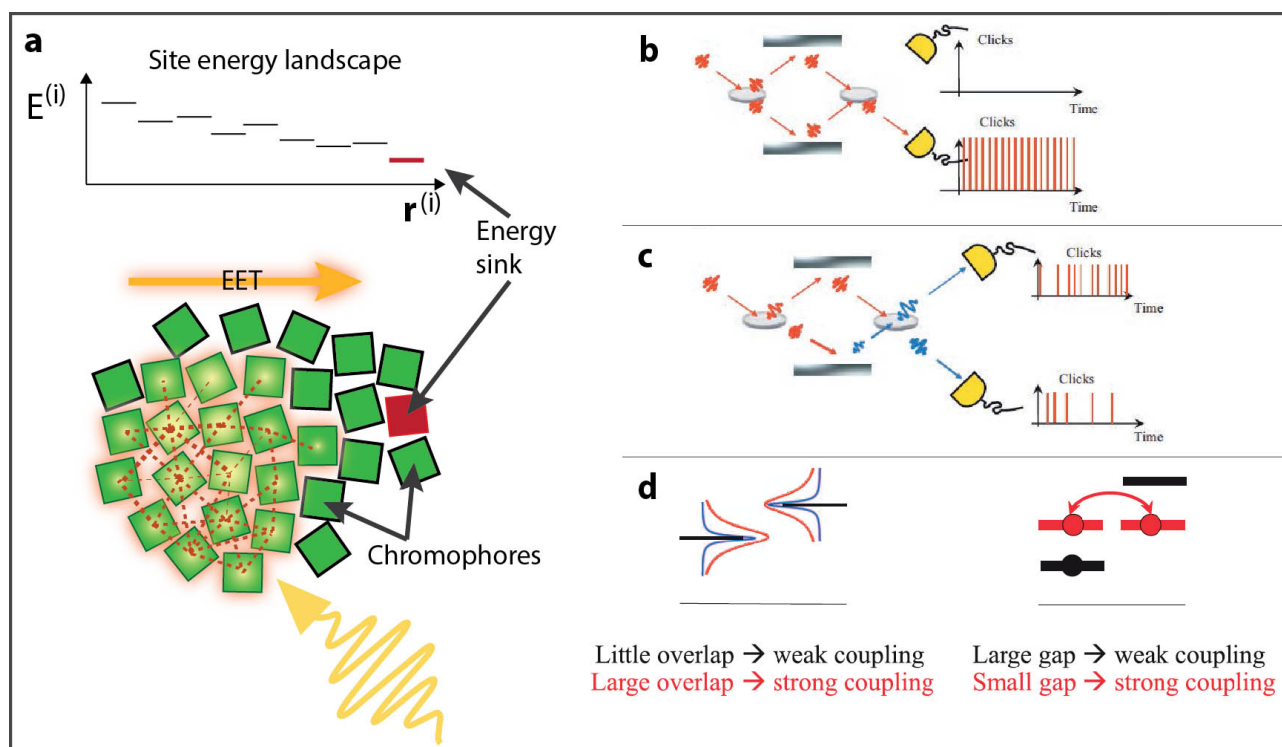 a
Site energy landscape
E(i)
r(i)
Energy
sink
EET
Chromophores
b
Clicks
Time
Clicks
Time
c
Clicks
Time
Clicks
Time
d
Little overlap → weak coupling
Large overlap → strong coupling
Large gap → weak coupling
Small gap → strong coupling